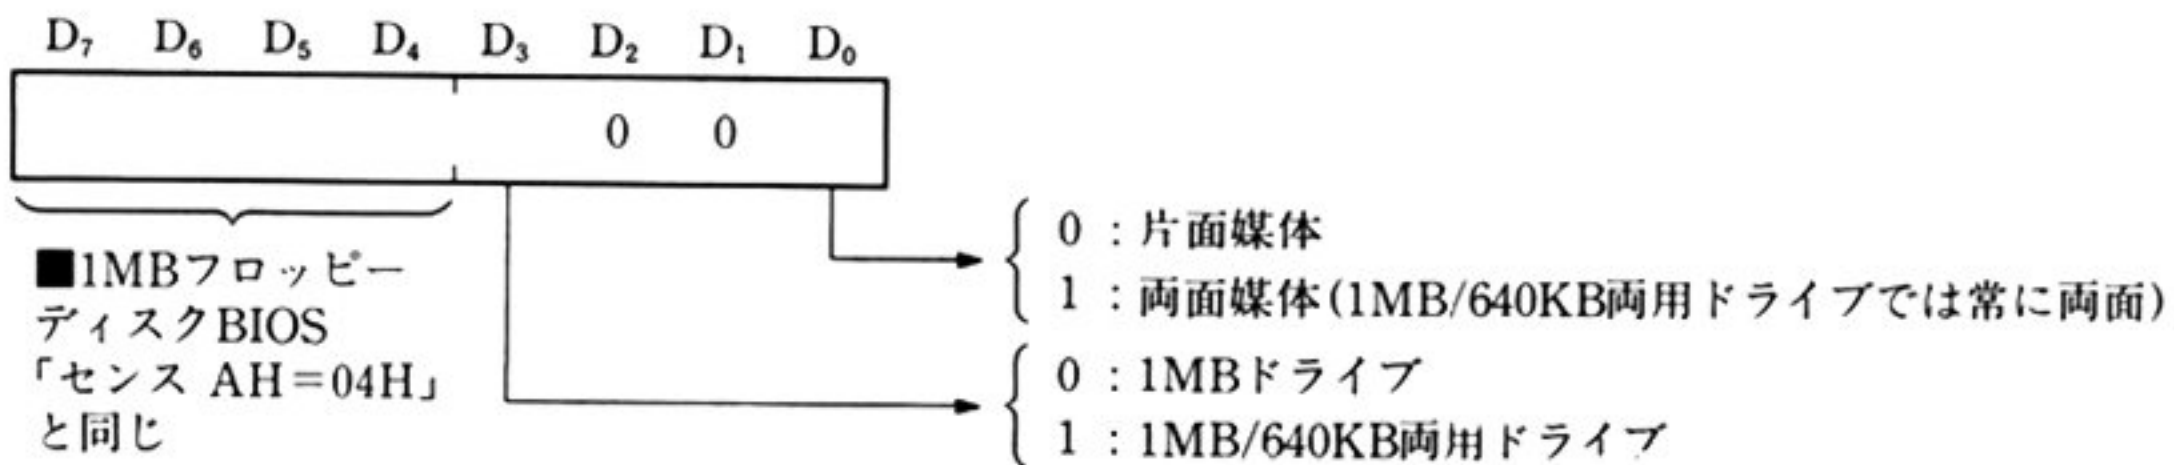 D₇ D₆ D₅ D₄ D₃ D₂ D₁ D₀
0 0
■1MBフロッピー
ディスクBIOS
「センス AH=04H」
と同じ
0:片面媒体
1:両面媒体(1MB/640KB両用ドライブでは常に両面)
0:1MBドライブ
1:1MB/640KB両用ドライブ